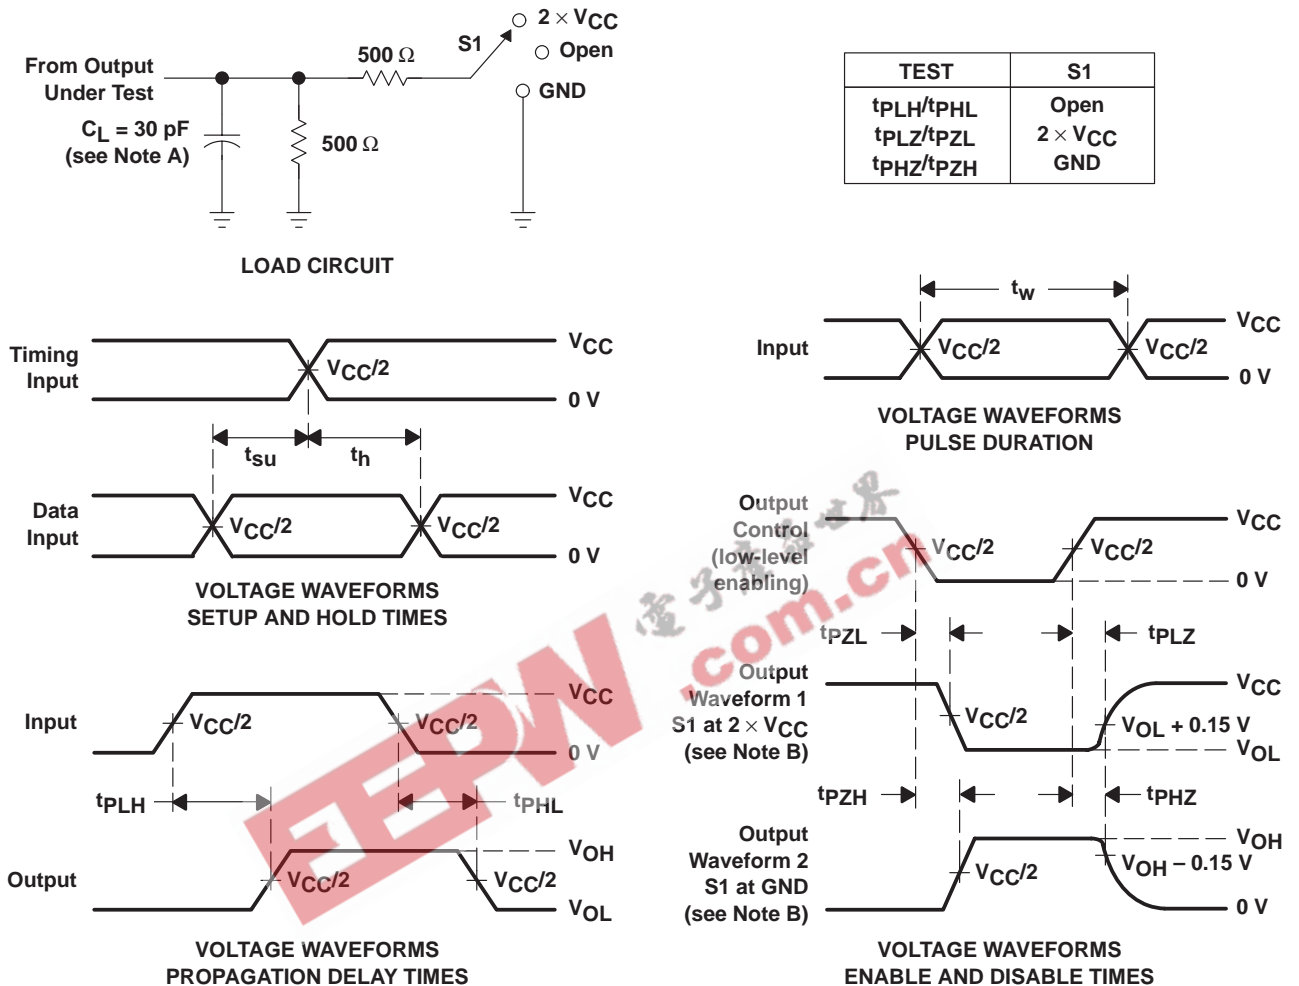 2 × VCC
S1
Open
500 Ω
GND
From Output
Under Test
CL = 30 pF
(see Note A)
500 Ω
LOAD CIRCUIT
TEST S1
tPLH/tPHL Open
tPLZ/tPZL 2 × VCC
tPHZ/tPZH GND
Timing
Input
VCC/2
VCC
0 V
tsu
th
Data
Input
VCC/2
VCC/2
VCC
0 V
VOLTAGE WAVEFORMS
SETUP AND HOLD TIMES
tw
Input
VCC/2
VCC/2
VCC
0 V
VOLTAGE WAVEFORMS
PULSE DURATION
Input
VCC/2
VCC/2
VCC
0 V
tPLH
tPHL
Output
VCC/2
VCC/2
VOH
VOL
VOLTAGE WAVEFORMS
PROPAGATION DELAY TIMES
Output
Control
(low-level
enabling)
VCC/2
VCC/2
VCC
0 V
tPZL
tPLZ
Output
Waveform 1
S1 at 2 × VCC
(see Note B)
VCC/2
VCC
VOL + 0.15 V
VOL
tPZH
tPHZ
Output
Waveform 2
S1 at GND
(see Note B)
VCC/2
VOH
VOH − 0.15 V
0 V
VOLTAGE WAVEFORMS
ENABLE AND DISABLE TIMES
EEPW
.com.cn
電子產品世界